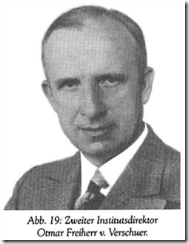 Abb. 19: Zweiter Institutsdirektor
Otmar Freiherr v. Verschuer.